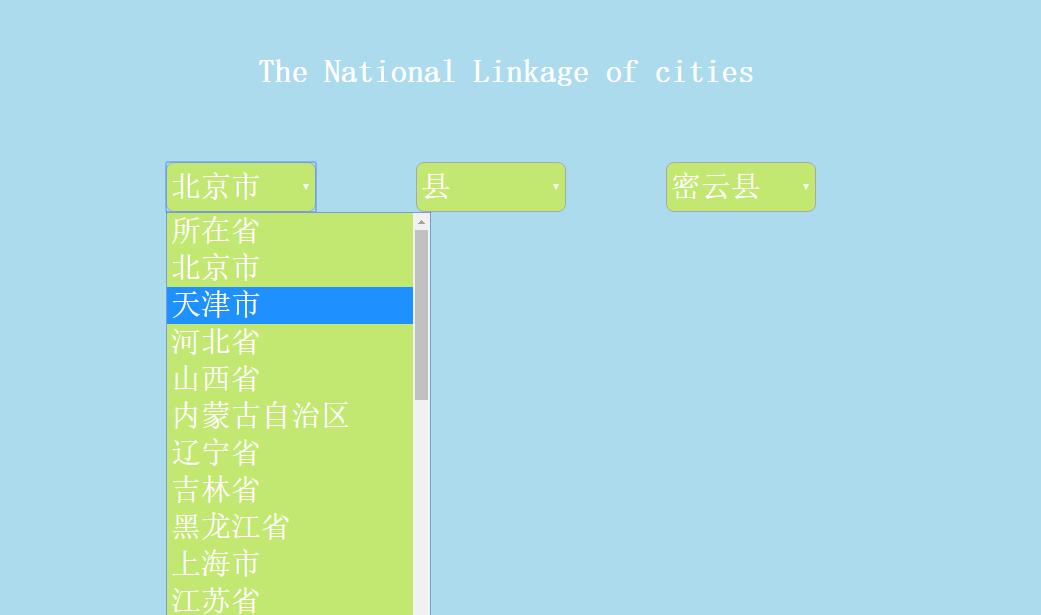 The National Linkage of cities
北京市 县 密云县
所在省
北京市
天津市
河北省
山西省
内蒙古自治区
辽宁省
吉林省
黑龙江省
上海市
江苏省